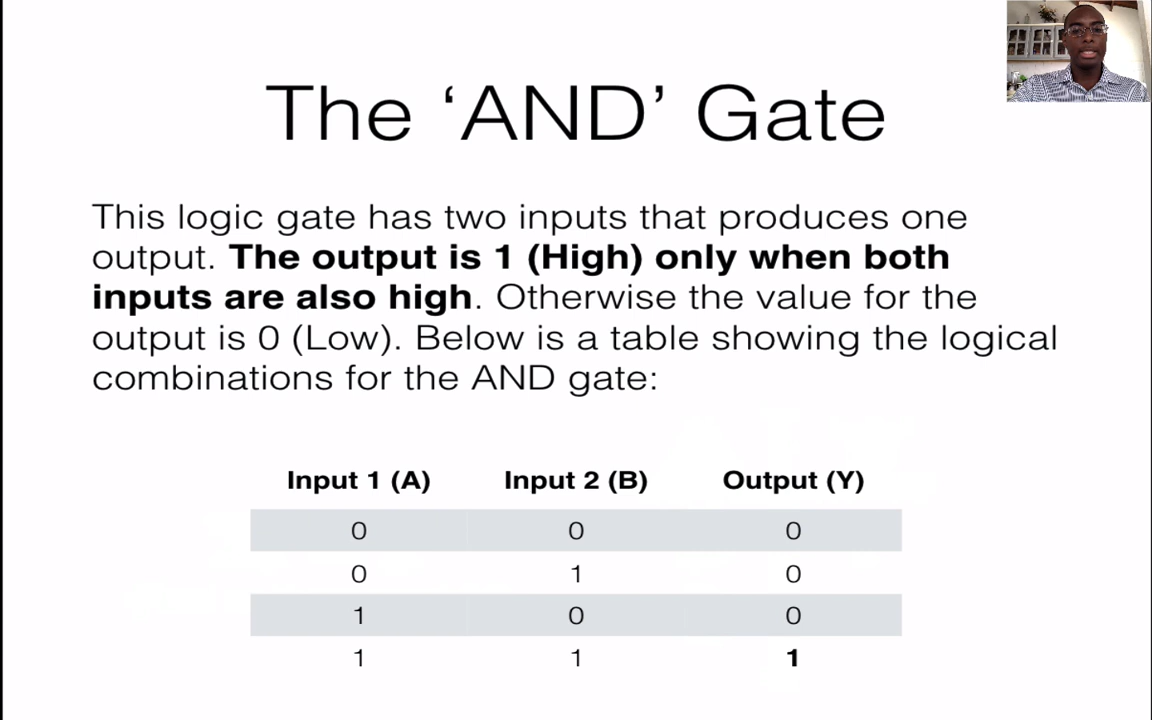 The ‘AND’ Gate
This logic gate has two inputs that produces one
output. The output is 1 (High) only when both
inputs are also high. Otherwise the value for the
output is 0 (Low). Below is a table showing the logical
combinations for the AND gate:
Input 1 (A) Input 2 (B) Output (Y)
0 0 0
0 1 0
1 0 0
1 1 1